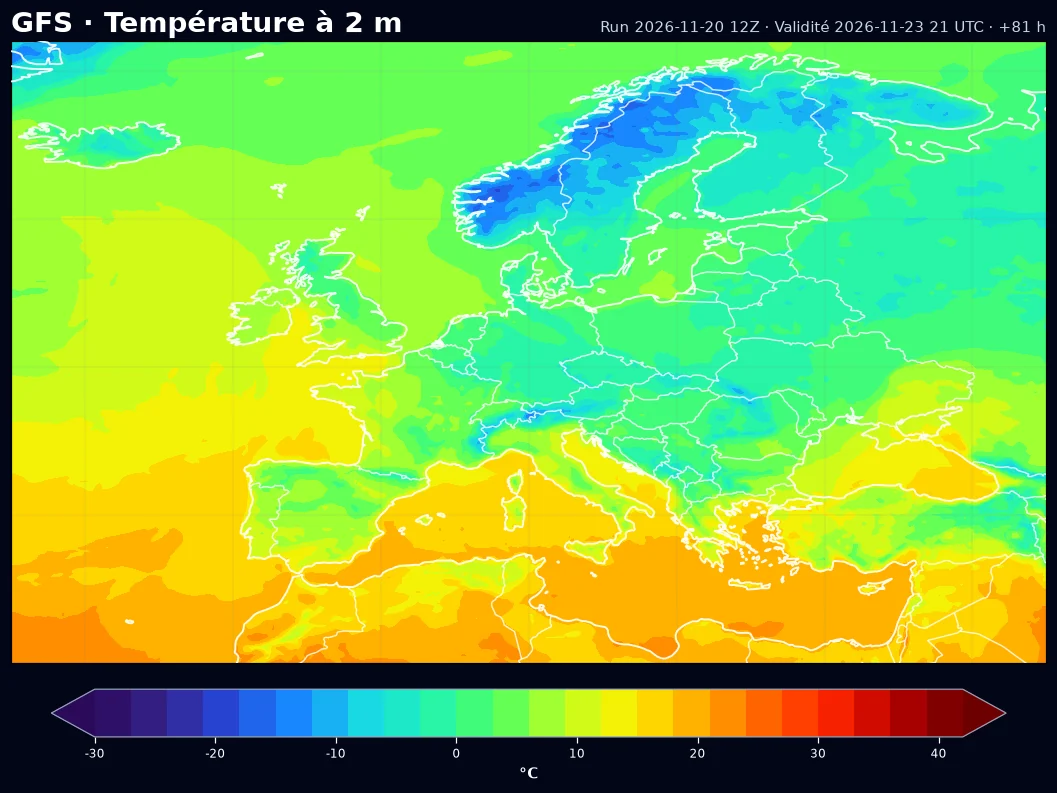 GFS · Température à 2 m
Run 2026-11-20 12Z · Validité 2026-11-23 21 UTC · +81 h
-30 -20 -10 0 10 20 30 40
°C